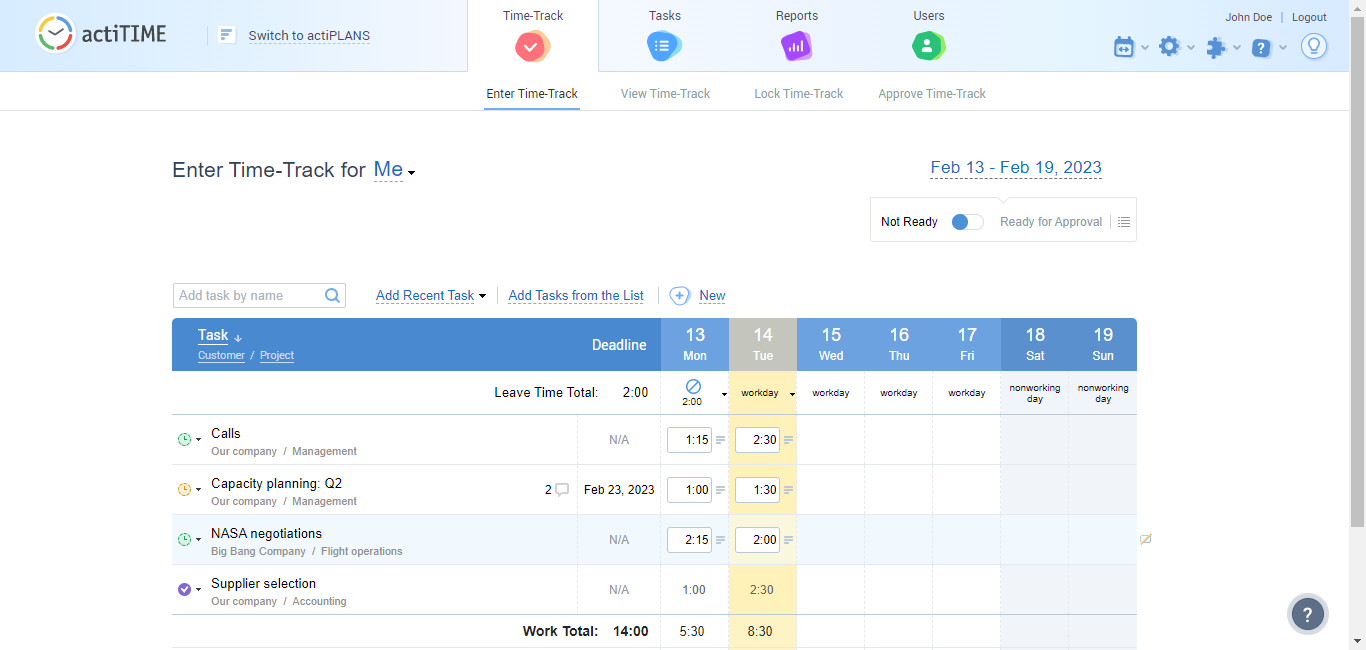 actiTIME
Switch to actiPLANS
Time-Track
Tasks
Reports
Users
John Doe | Logout
Enter Time-Track
View Time-Track
Lock Time-Track
Approve Time-Track
Enter Time-Track for Me
Feb 13 - Feb 19, 2023
Not Ready
Ready for Approval
Add task by name
Add Recent Task
Add Tasks from the List
New
Task ↓
Customer / Project
Deadline
13 Mon
14 Tue
15 Wed
16 Thu
17 Fri
18 Sat
19 Sun
Leave Time Total: 2:00
2:00
workday
workday
workday
workday
nonworking
day
nonworking
day
Calls
Our company / Management
N/A
1:15
2:30
Capacity planning: Q2
Our company / Management
2
Feb 23, 2023
1:00
1:30
NASA negotiations
Big Bang Company / Flight operations
N/A
2:15
2:00
Supplier selection
Our company / Accounting
N/A
1:00
2:30
Work Total: 14:00
5:30
8:30
?
?